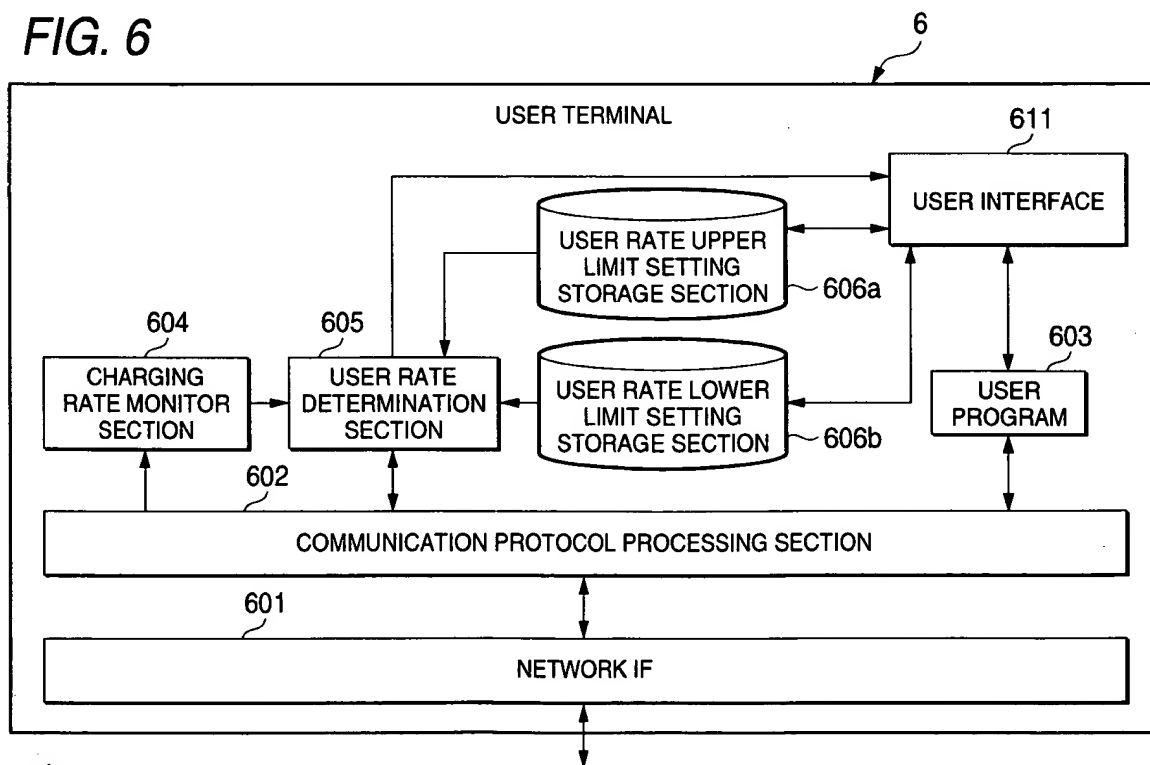 FIG. 6
6
USER TERMINAL
611
USER INTERFACE
USER RATE UPPER
LIMIT SETTING
STORAGE SECTION
606a
604
CHARGING
RATE MONITOR
SECTION
605
USER RATE
DETERMINATION
SECTION
USER RATE LOWER
LIMIT SETTING
STORAGE SECTION
606b
603
USER
PROGRAM
602
COMMUNICATION PROTOCOL PROCESSING SECTION
601
NETWORK IF